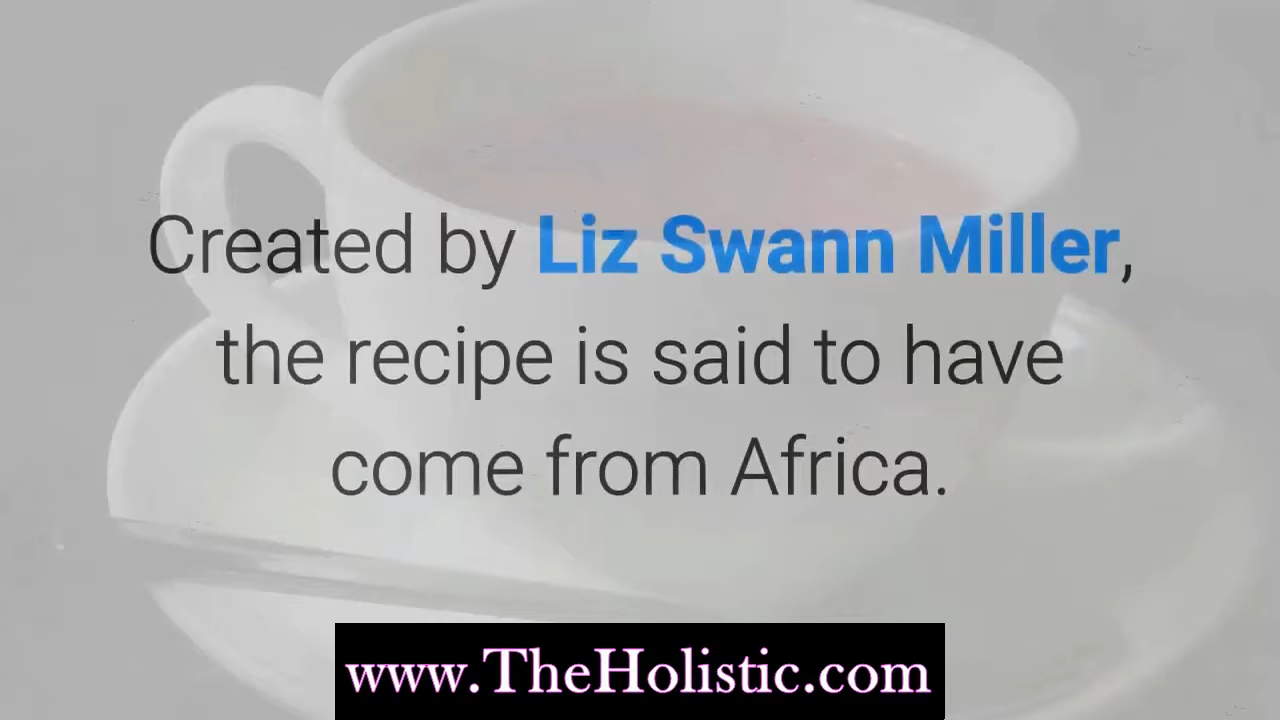 Created by Liz Swann Miller,
the recipe is said to have
come from Africa.
www.TheHolistic.com